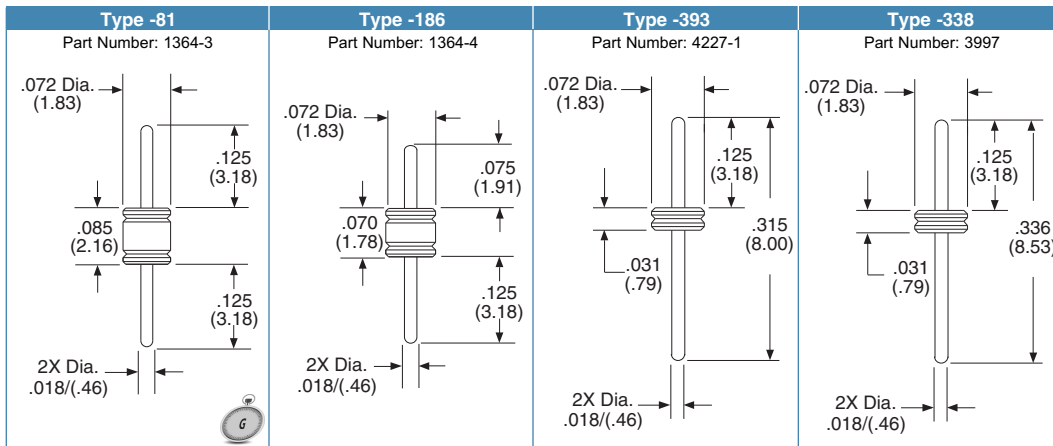 Type -81
Part Number: 1364-3
.072 Dia.
(1.83)
.125
(3.18)
.085
(2.16)
.125
(3.18)
2X Dia.
.018/(.46)
G
Type -186
Part Number: 1364-4
.072 Dia.
(1.83)
.075
(1.91)
.070
(1.78)
.125
(3.18)
2X Dia.
.018/(.46)
Type -393
Part Number: 4227-1
.072 Dia.
(1.83)
.125
(3.18)
.315
(8.00)
.031
(.79)
2X Dia.
.018/(.46)
Type -338
Part Number: 3997
.072 Dia.
(1.83)
.125
(3.18)
.336
(8.53)
.031
(.79)
2X Dia.
.018/(.46)